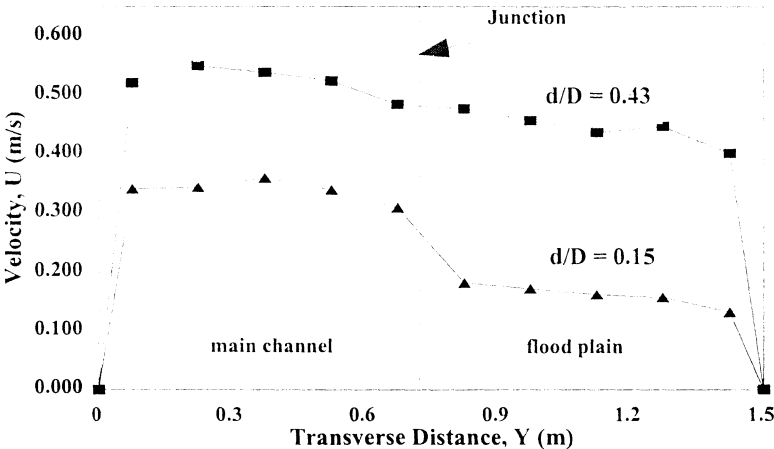 0.600
Junction
0.500
d/D = 0.43
0.400
Velocity, U (m/s)
0.300
d/D = 0.15
0.200
0.100
main channel
flood plain
0.000
0 0.3 0.6 0.9 1.2 1.5
Transverse Distance, Y (m)